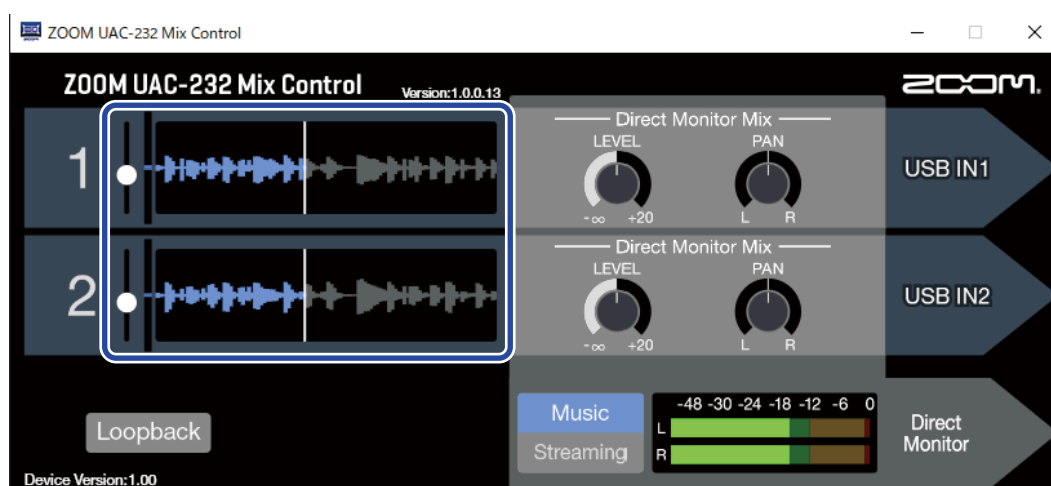 ZOOM UAC-232 Mix Control
ZOOM UAC-232 Mix Control Version:1.0.0.13 zoom.
1
Direct Monitor Mix
LEVEL PAN
-∞ +20 L R
USB IN1
2
Direct Monitor Mix
LEVEL PAN
-∞ +20 L R
USB IN2
Loopback
Music
Streaming
-48 -30 -24 -18 -12 -6 0
L
R
Direct
Monitor
Device Version:1.00